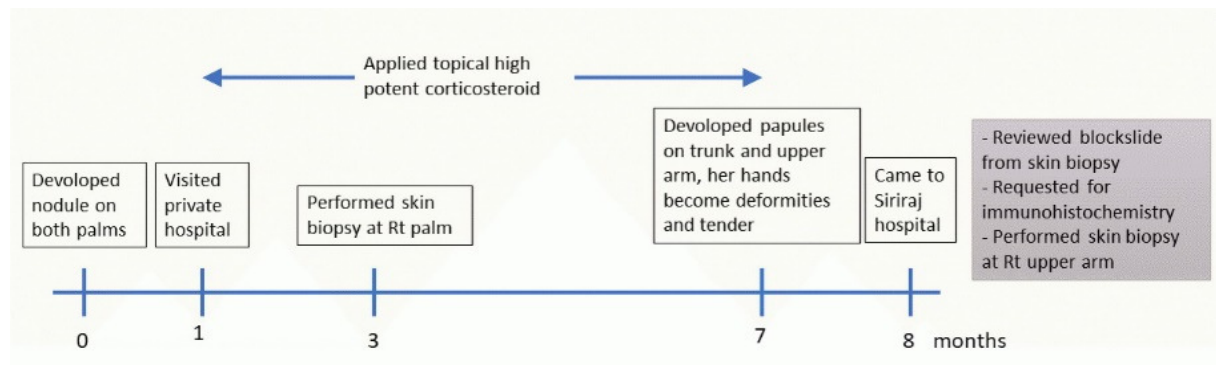 Applied topical high
potent corticosteroid
Devoloped
nodule on
both palms
Visited
private
hospital
Performed skin
biopsy at Rt palm
Devoloped papules
on trunk and upper
arm, her hands
become deformities
and tender
Came to
Siriraj
hospital
- Reviewed blockslide
from skin biopsy
- Requested for
immunohistochemistry
- Performed skin biopsy
at Rt upper arm
0
1
3
7
8 months